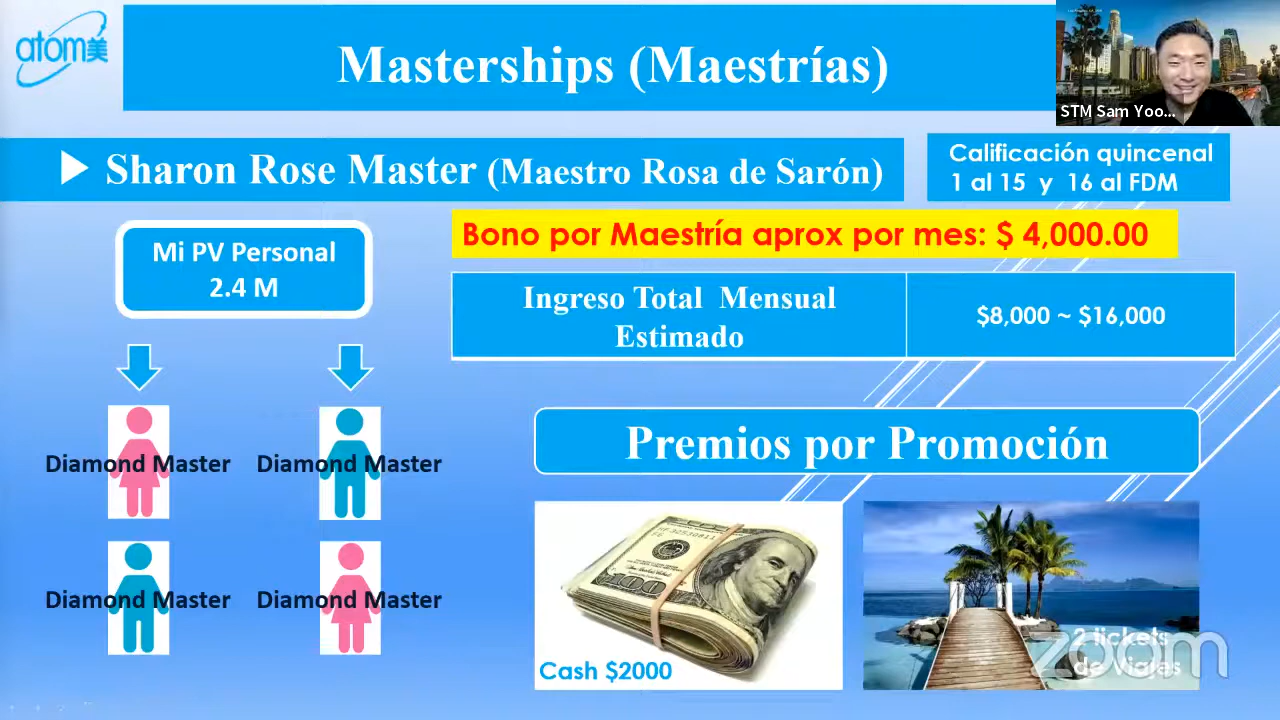 atom美
Masterships (Maestrías)
STM Sam Yoo...
Sharon Rose Master (Maestro Rosa de Sarón)
Calificación quincenal
1 al 15 y 16 al FDM
Bono por Maestría aprox por mes: $ 4,000.00
Mi PV Personal
2.4 M
Ingreso Total Mensual
Estimado
$8,000 ~ $16,000
Diamond Master
Diamond Master
Premios por Promoción
Diamond Master
Diamond Master
100
Cash $2000
2 tickets
de Viajes
zoom